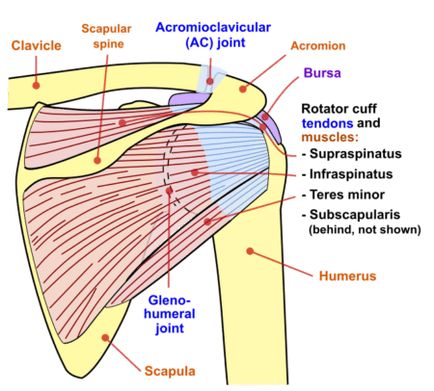 Acromioclavicular
(AC) joint
Scapular
spine
Clavicle
Acromion
Bursa
Rotator cuff
tendons and
muscles:
- Supraspinatus
- Infraspinatus
- Teres minor
- Subscapularis
(behind, not shown)
Humerus
Gleno-
humeral
joint
Scapula